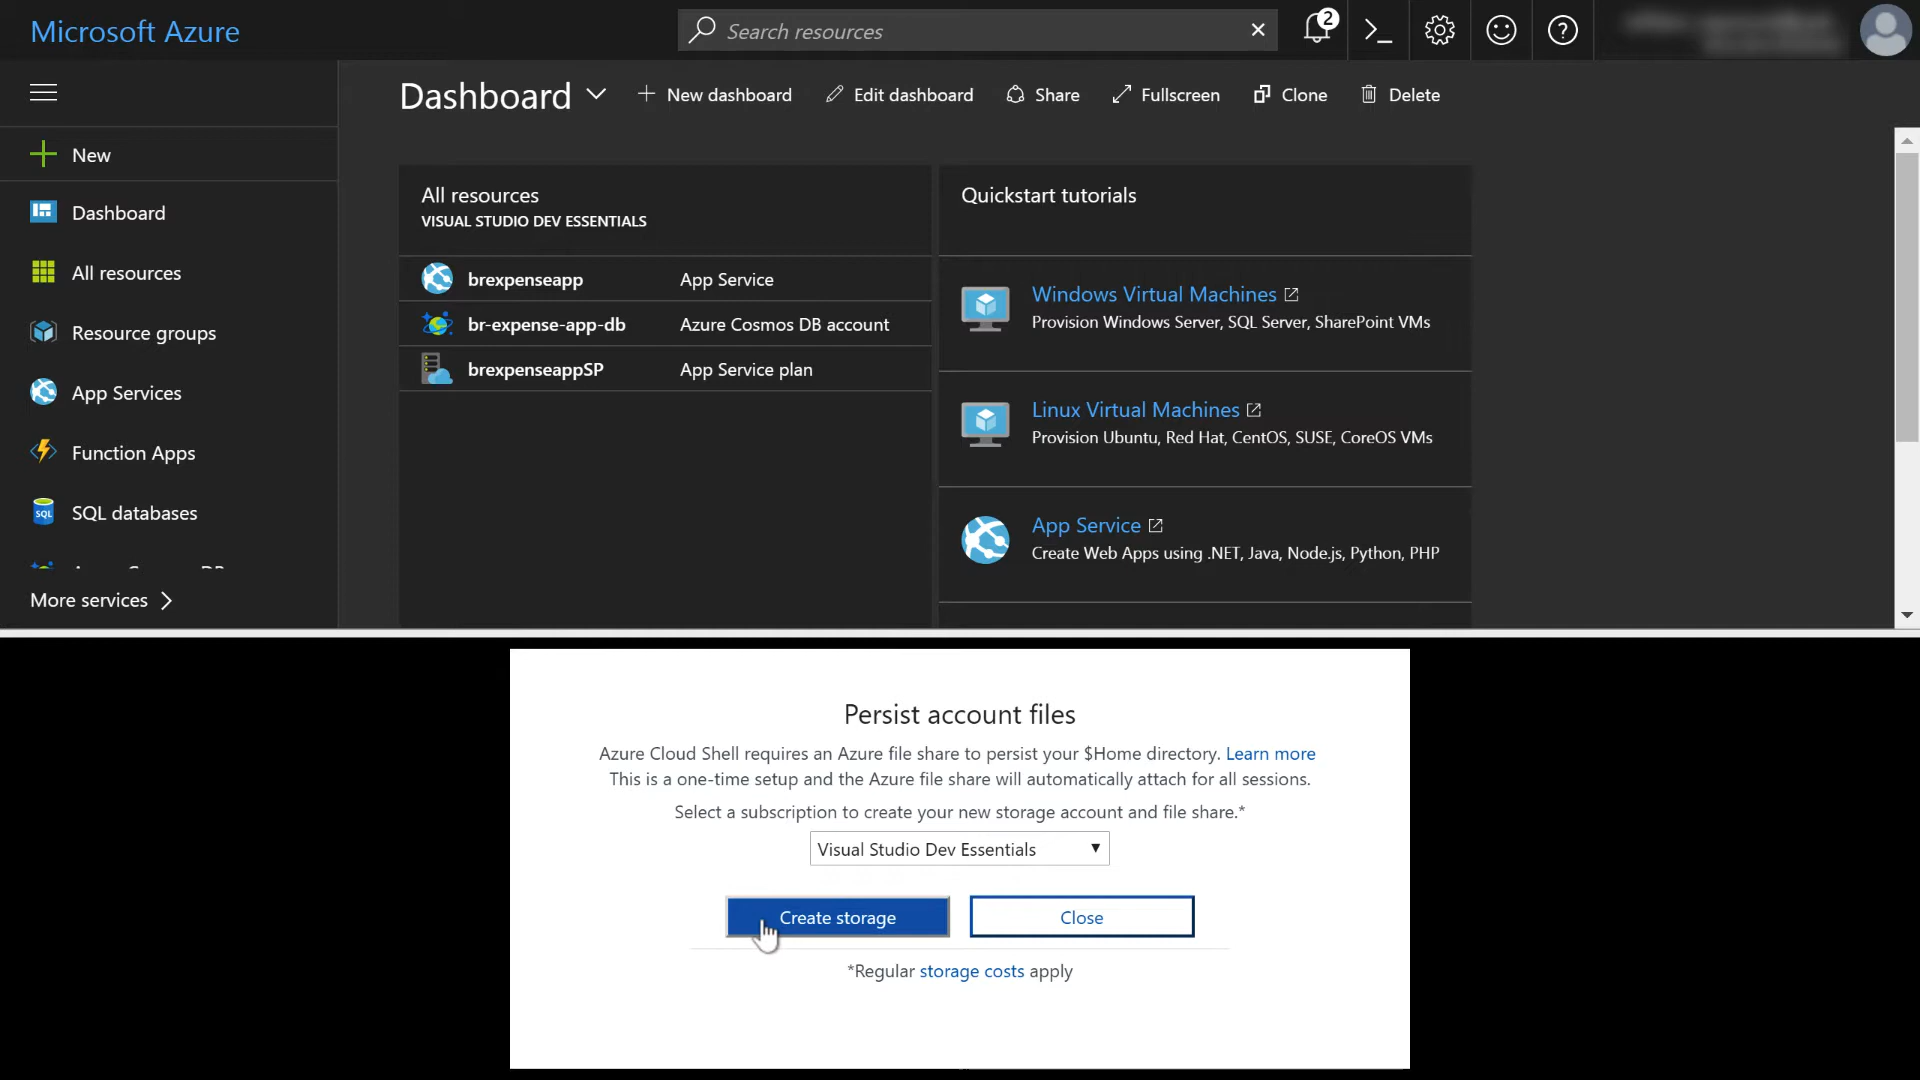 Microsoft Azure
Search resources
2
Dashboard
New dashboard
Edit dashboard
Share
Fullscreen
Clone
Delete
New
Dashboard
All resources
Resource groups
App Services
Function Apps
SQL databases
SQL
More services
All resources
VISUAL STUDIO DEV ESSENTIALS
brexpenseapp App Service
br-expense-app-db Azure Cosmos DB account
brexpenseappSP App Service plan
Quickstart tutorials
Windows Virtual Machines
Provision Windows Server, SQL Server, SharePoint VMs
Linux Virtual Machines
Provision Ubuntu, Red Hat, CentOS, SUSE, CoreOS VMs
App Service
Create Web Apps using .NET, Java, Node.js, Python, PHP
Persist account files
Azure Cloud Shell requires an Azure file share to persist your $Home directory. Learn more
This is a one-time setup and the Azure file share will automatically attach for all sessions.
Select a subscription to create your new storage account and file share.*
Visual Studio Dev Essentials
Create storage
Close
*Regular storage costs apply